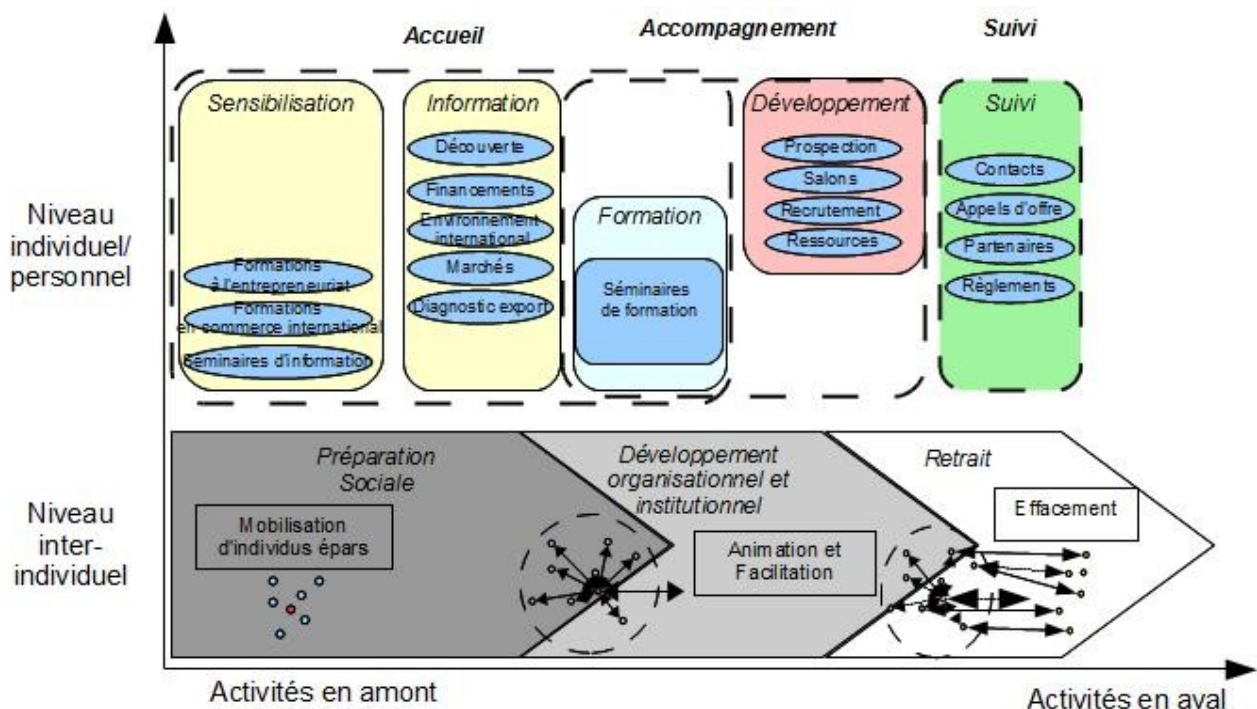 Accueil
Accompagnement
Suivi
Niveau
individuel/
personnel
Sensibilisation
Formations
à l'entrepreneuriat
Formations
en commerce international
Séminaires d'information
Information
Découverte
Financements
Environnement
international
Marchés
Diagnostic export
Formation
Séminaires
de formation
Développement
Prospection
Salons
Recrutement
Ressources
Suivi
Contacts
Appels d'offre
Partenaires
Règlements
Niveau
inter-
individuel
Préparation
Sociale
Mobilisation
d'individus épars
Développement
organisationnel et
institutionnel
Animation et
Facilitation
Retrait
Effacement
Activités en amont
Activités en aval